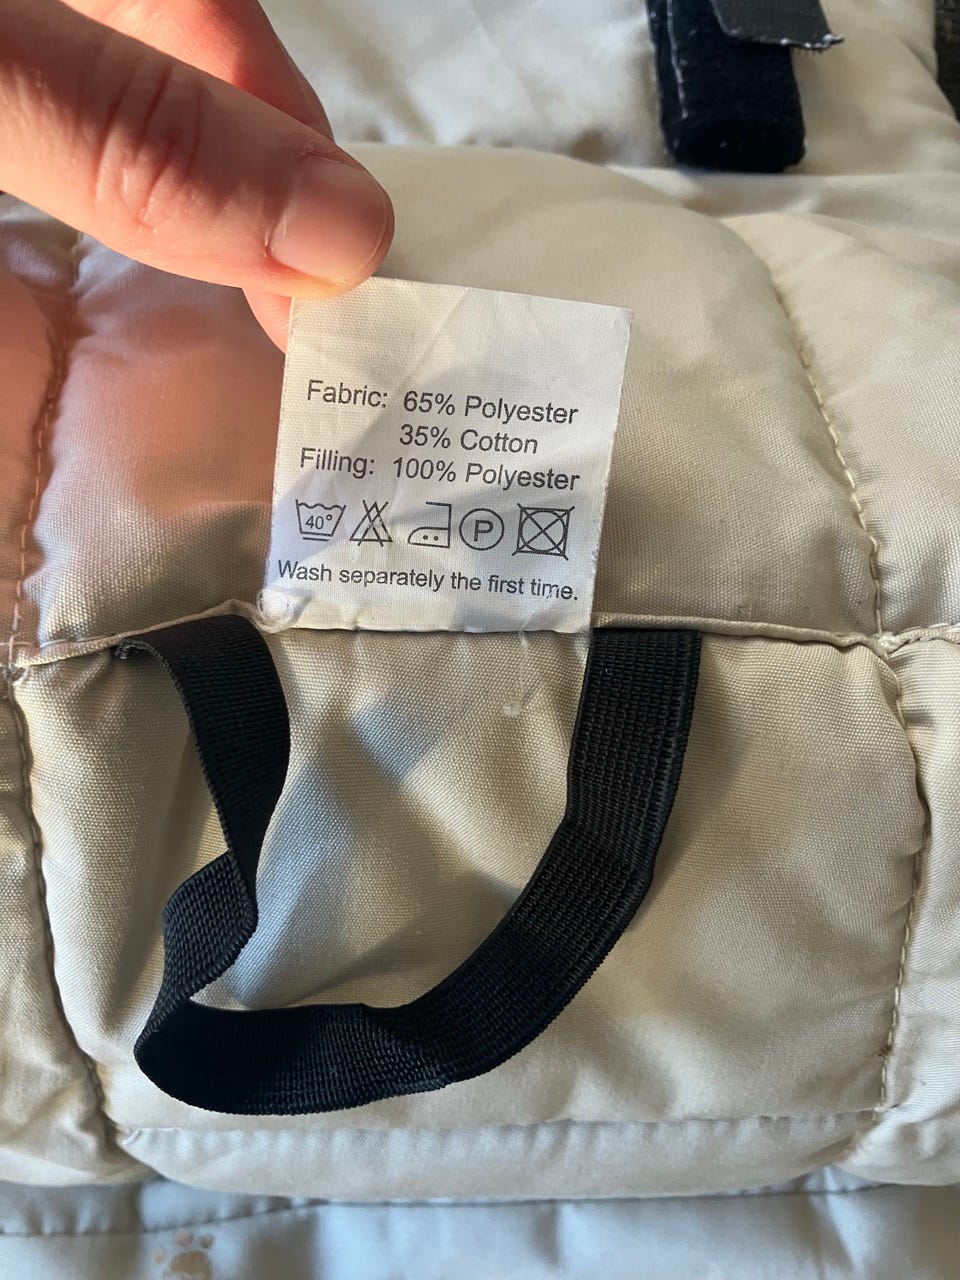 Fabric: 65% Polyester
35% Cotton
Filling: 100% Polyester
40° P
Wash separately the first time.